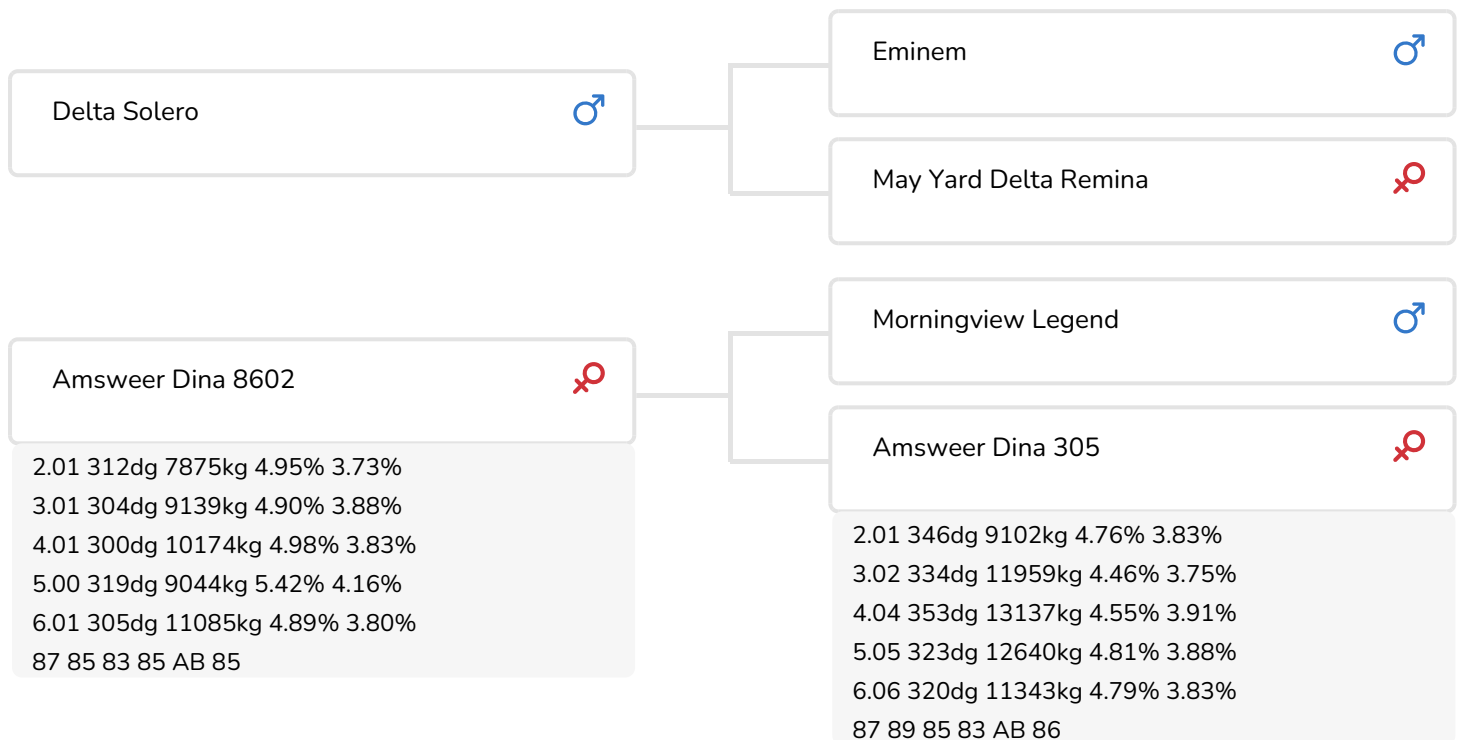 Delta Solero
Eminem
May Yard Delta Remina
Amsweer Dina 8602
2.01 312dg 7875kg 4.95% 3.73%
3.01 304dg 9139kg 4.90% 3.88%
4.01 300dg 10174kg 4.98% 3.83%
5.00 319dg 9044kg 5.42% 4.16%
6.01 305dg 11085kg 4.89% 3.80%
87 85 83 85 AB 85
Morningview Legend
Amsweer Dina 305
2.01 346dg 9102kg 4.76% 3.83%
3.02 334dg 11959kg 4.46% 3.75%
4.04 353dg 13137kg 4.55% 3.91%
5.05 323dg 12640kg 4.81% 3.88%
6.06 320dg 11343kg 4.79% 3.83%
87 89 85 83 AB 86